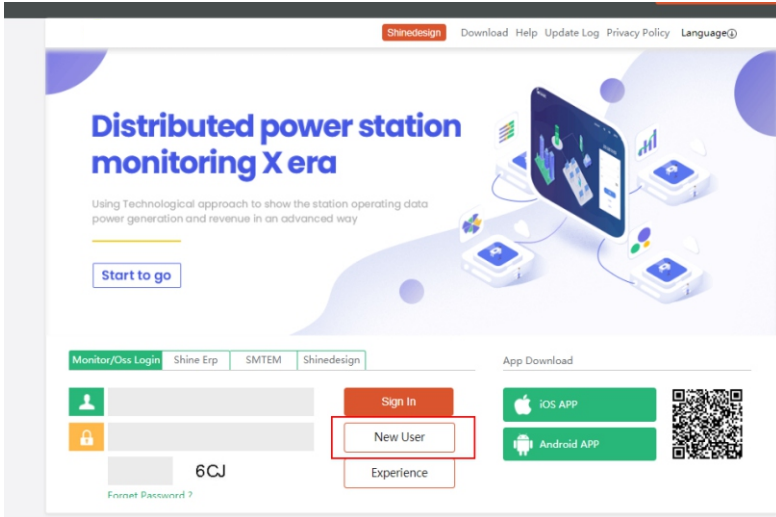 Shinedesign Download Help Update Log Privacy Policy Language
Distributed power station
monitoring X era
Using Technological approach to show the station operating data
power generation and revenue in an advanced way
Start to go
Monitor/Oss Login Shine Erp SMTEM Shinedesign
App Download
Sign In
New User
6CJ
Experience
Forget Password ?
iOS APP
Android APP